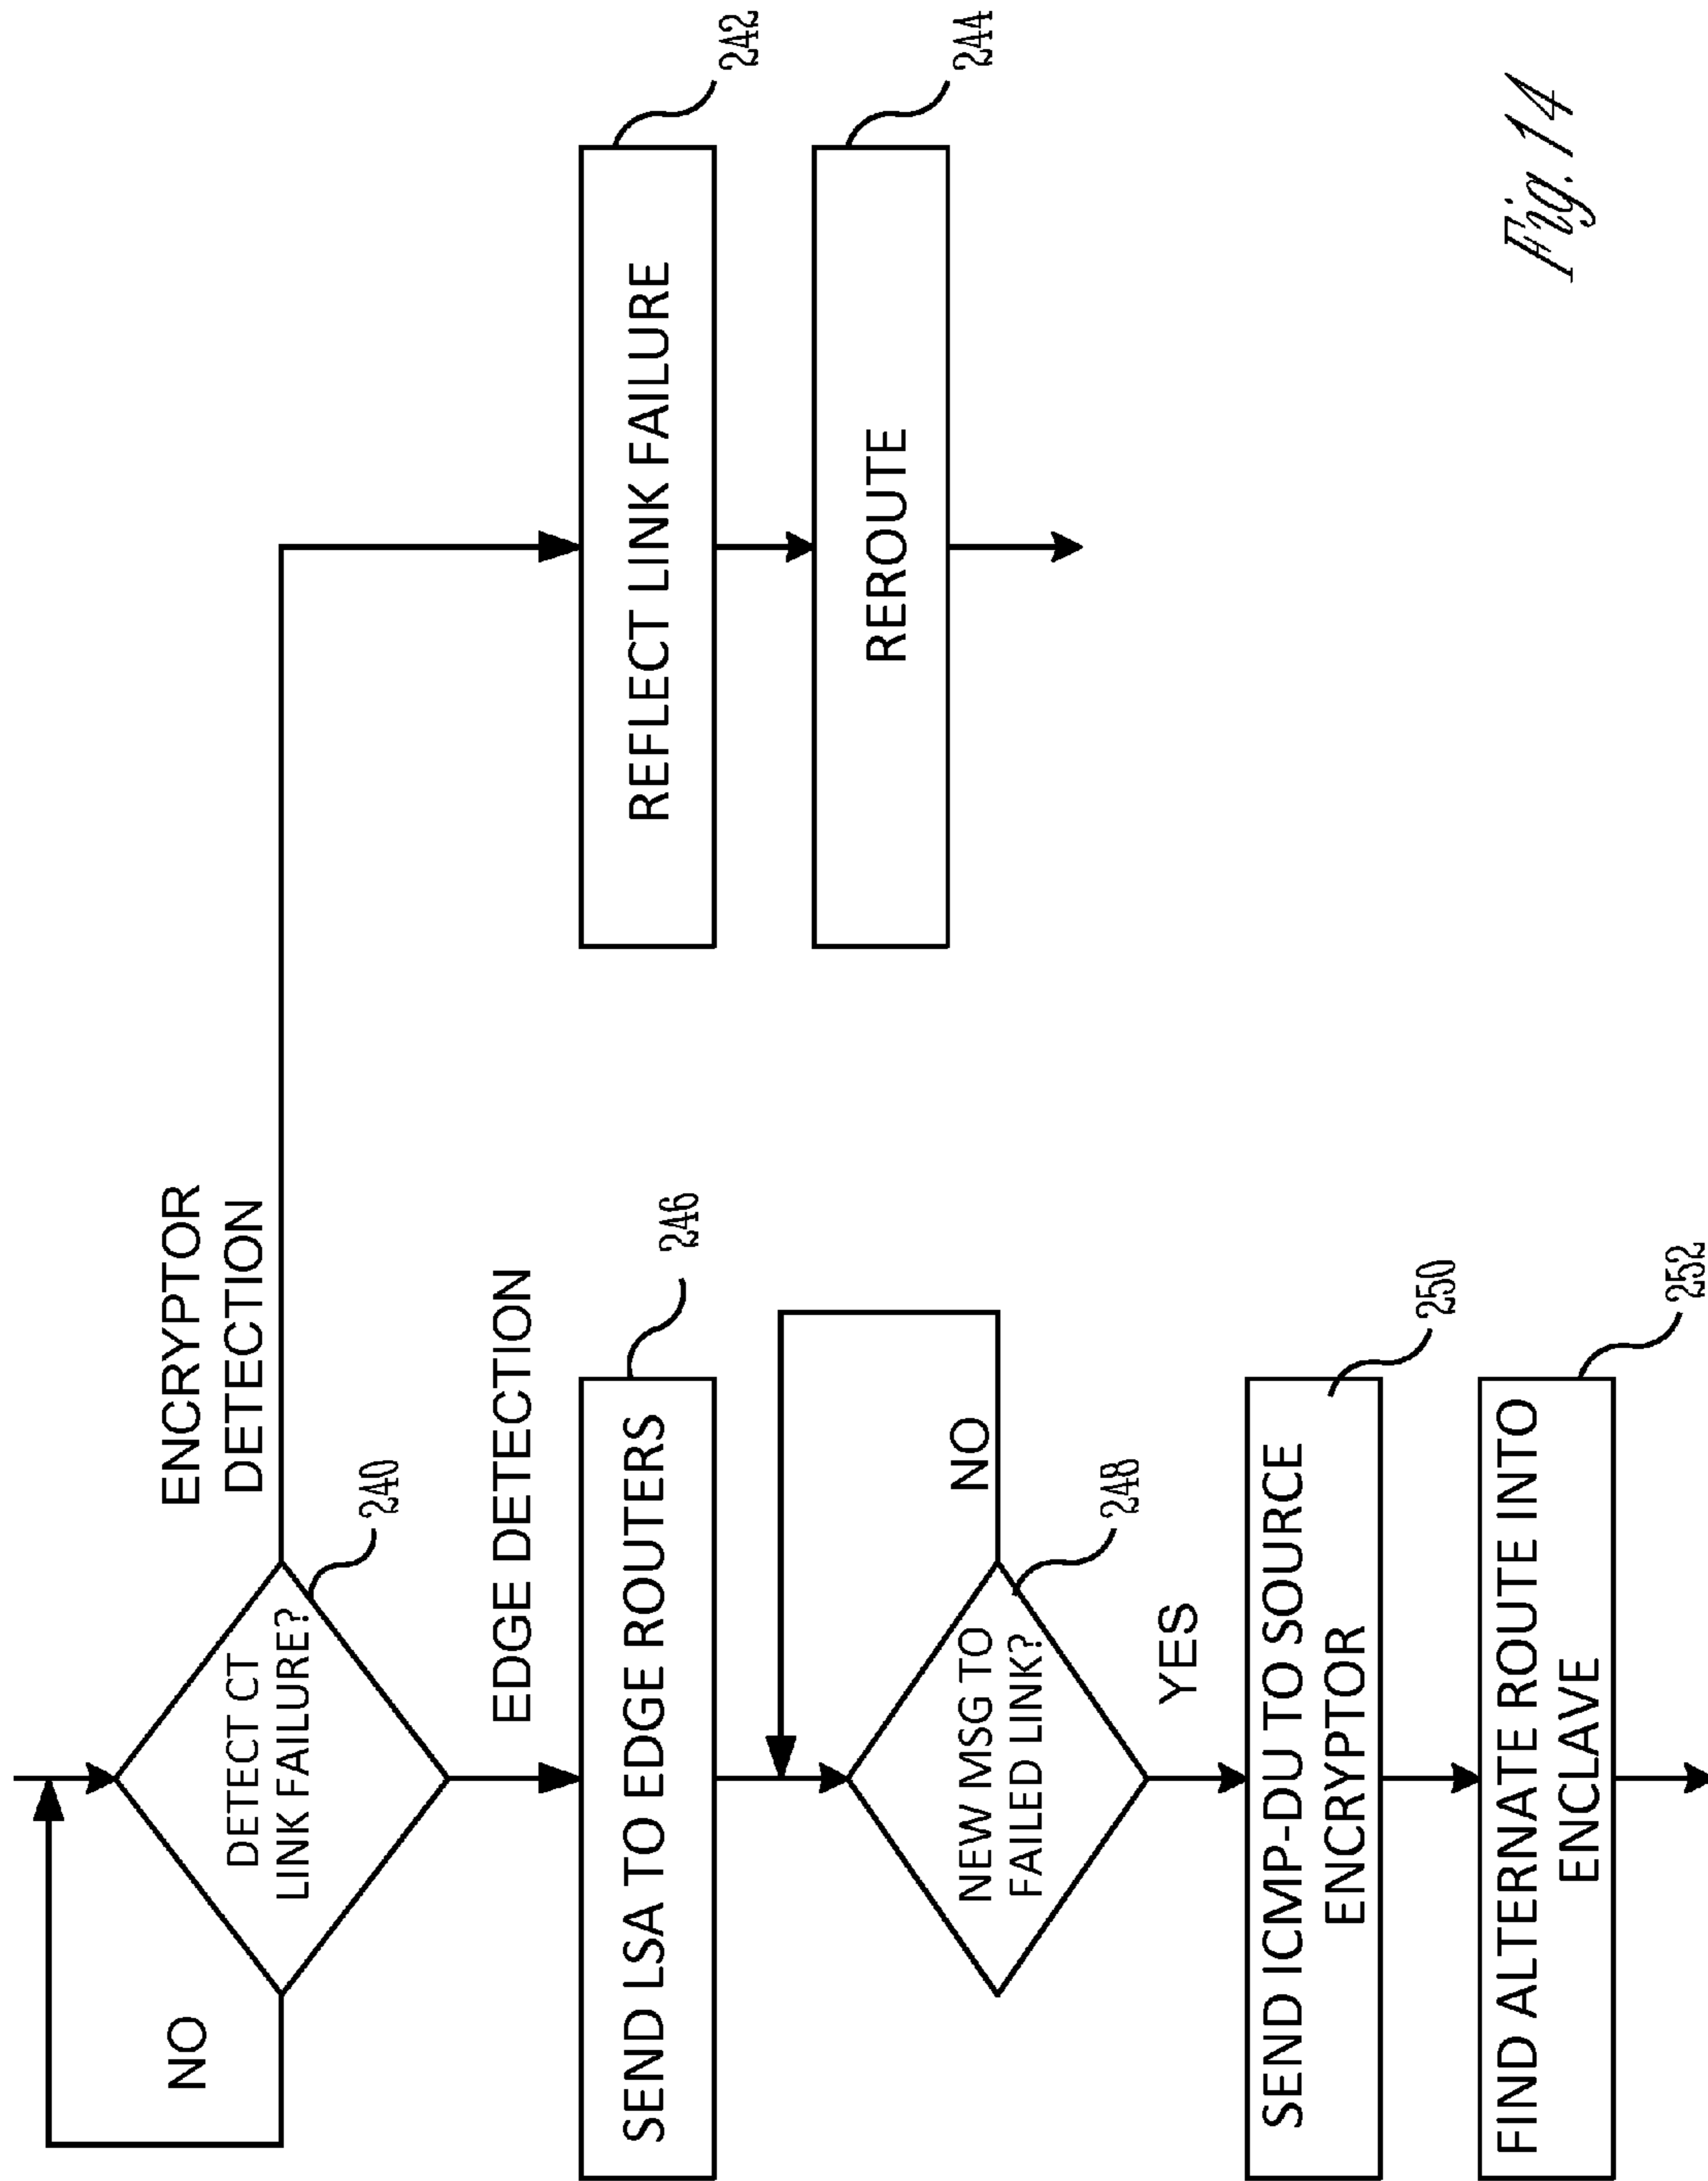 NO
DETECT CT
LINK FAILURE?
240
ENCRYPTOR
DETECTION
EDGE DETECTION
SEND LSA TO EDGE ROUTERS
246
REFLECT LINK FAILURE
242
REROUTE
244
NEW MSG TO
FAILED LINK?
248
NO
YES
SEND ICMP-DU TO SOURCE
ENCRYPTOR
250
FIND ALTERNATE ROUTE INTO
ENCLAVE
252
Fig. 14